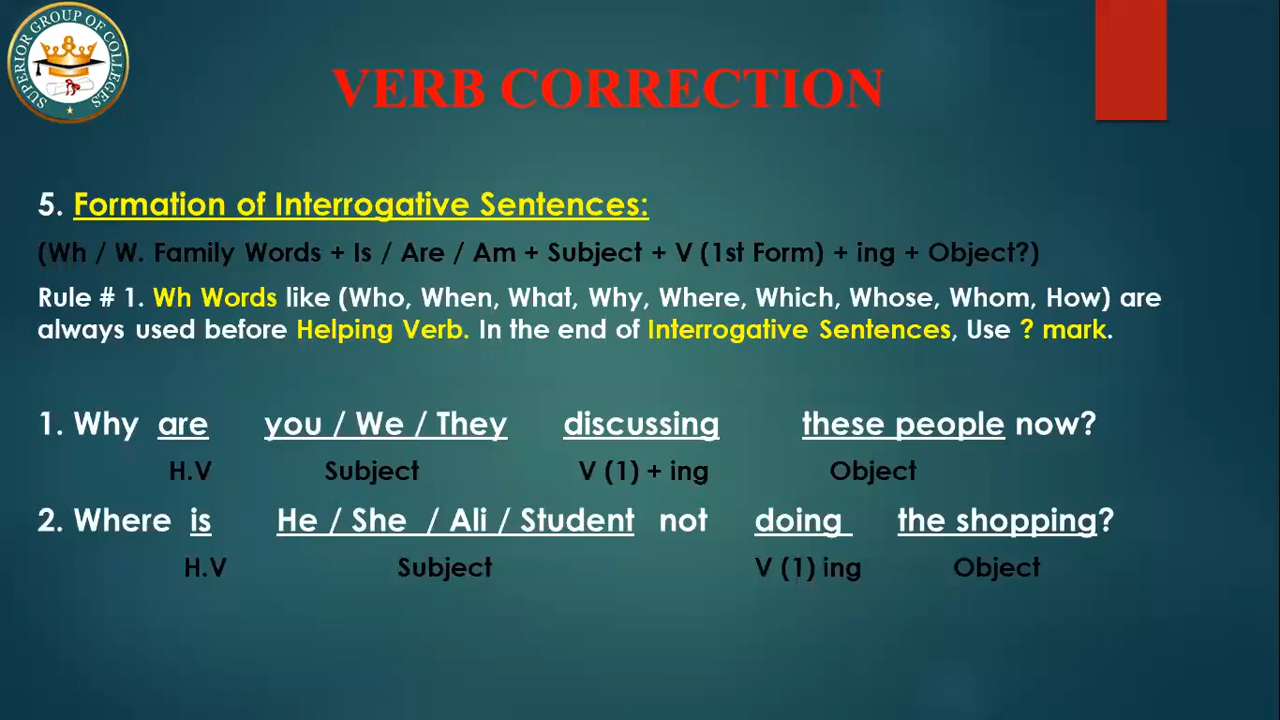 SUPERIOR GROUP OF COLLEGES
VERB CORRECTION
5. Formation of Interrogative Sentences:
(Wh / W. Family Words + Is / Are / Am + Subject + V (1st Form) + ing + Object?)
Rule # 1. Wh Words like (Who, When, What, Why, Where, Which, Whose, Whom, How) are
always used before Helping Verb. In the end of Interrogative Sentences, Use ? mark.
1. Why are you / We / They discussing these people now?
H.V Subject V (1) + ing Object
2. Where is He / She / Ali / Student not doing the shopping?
H.V Subject V (1) ing Object